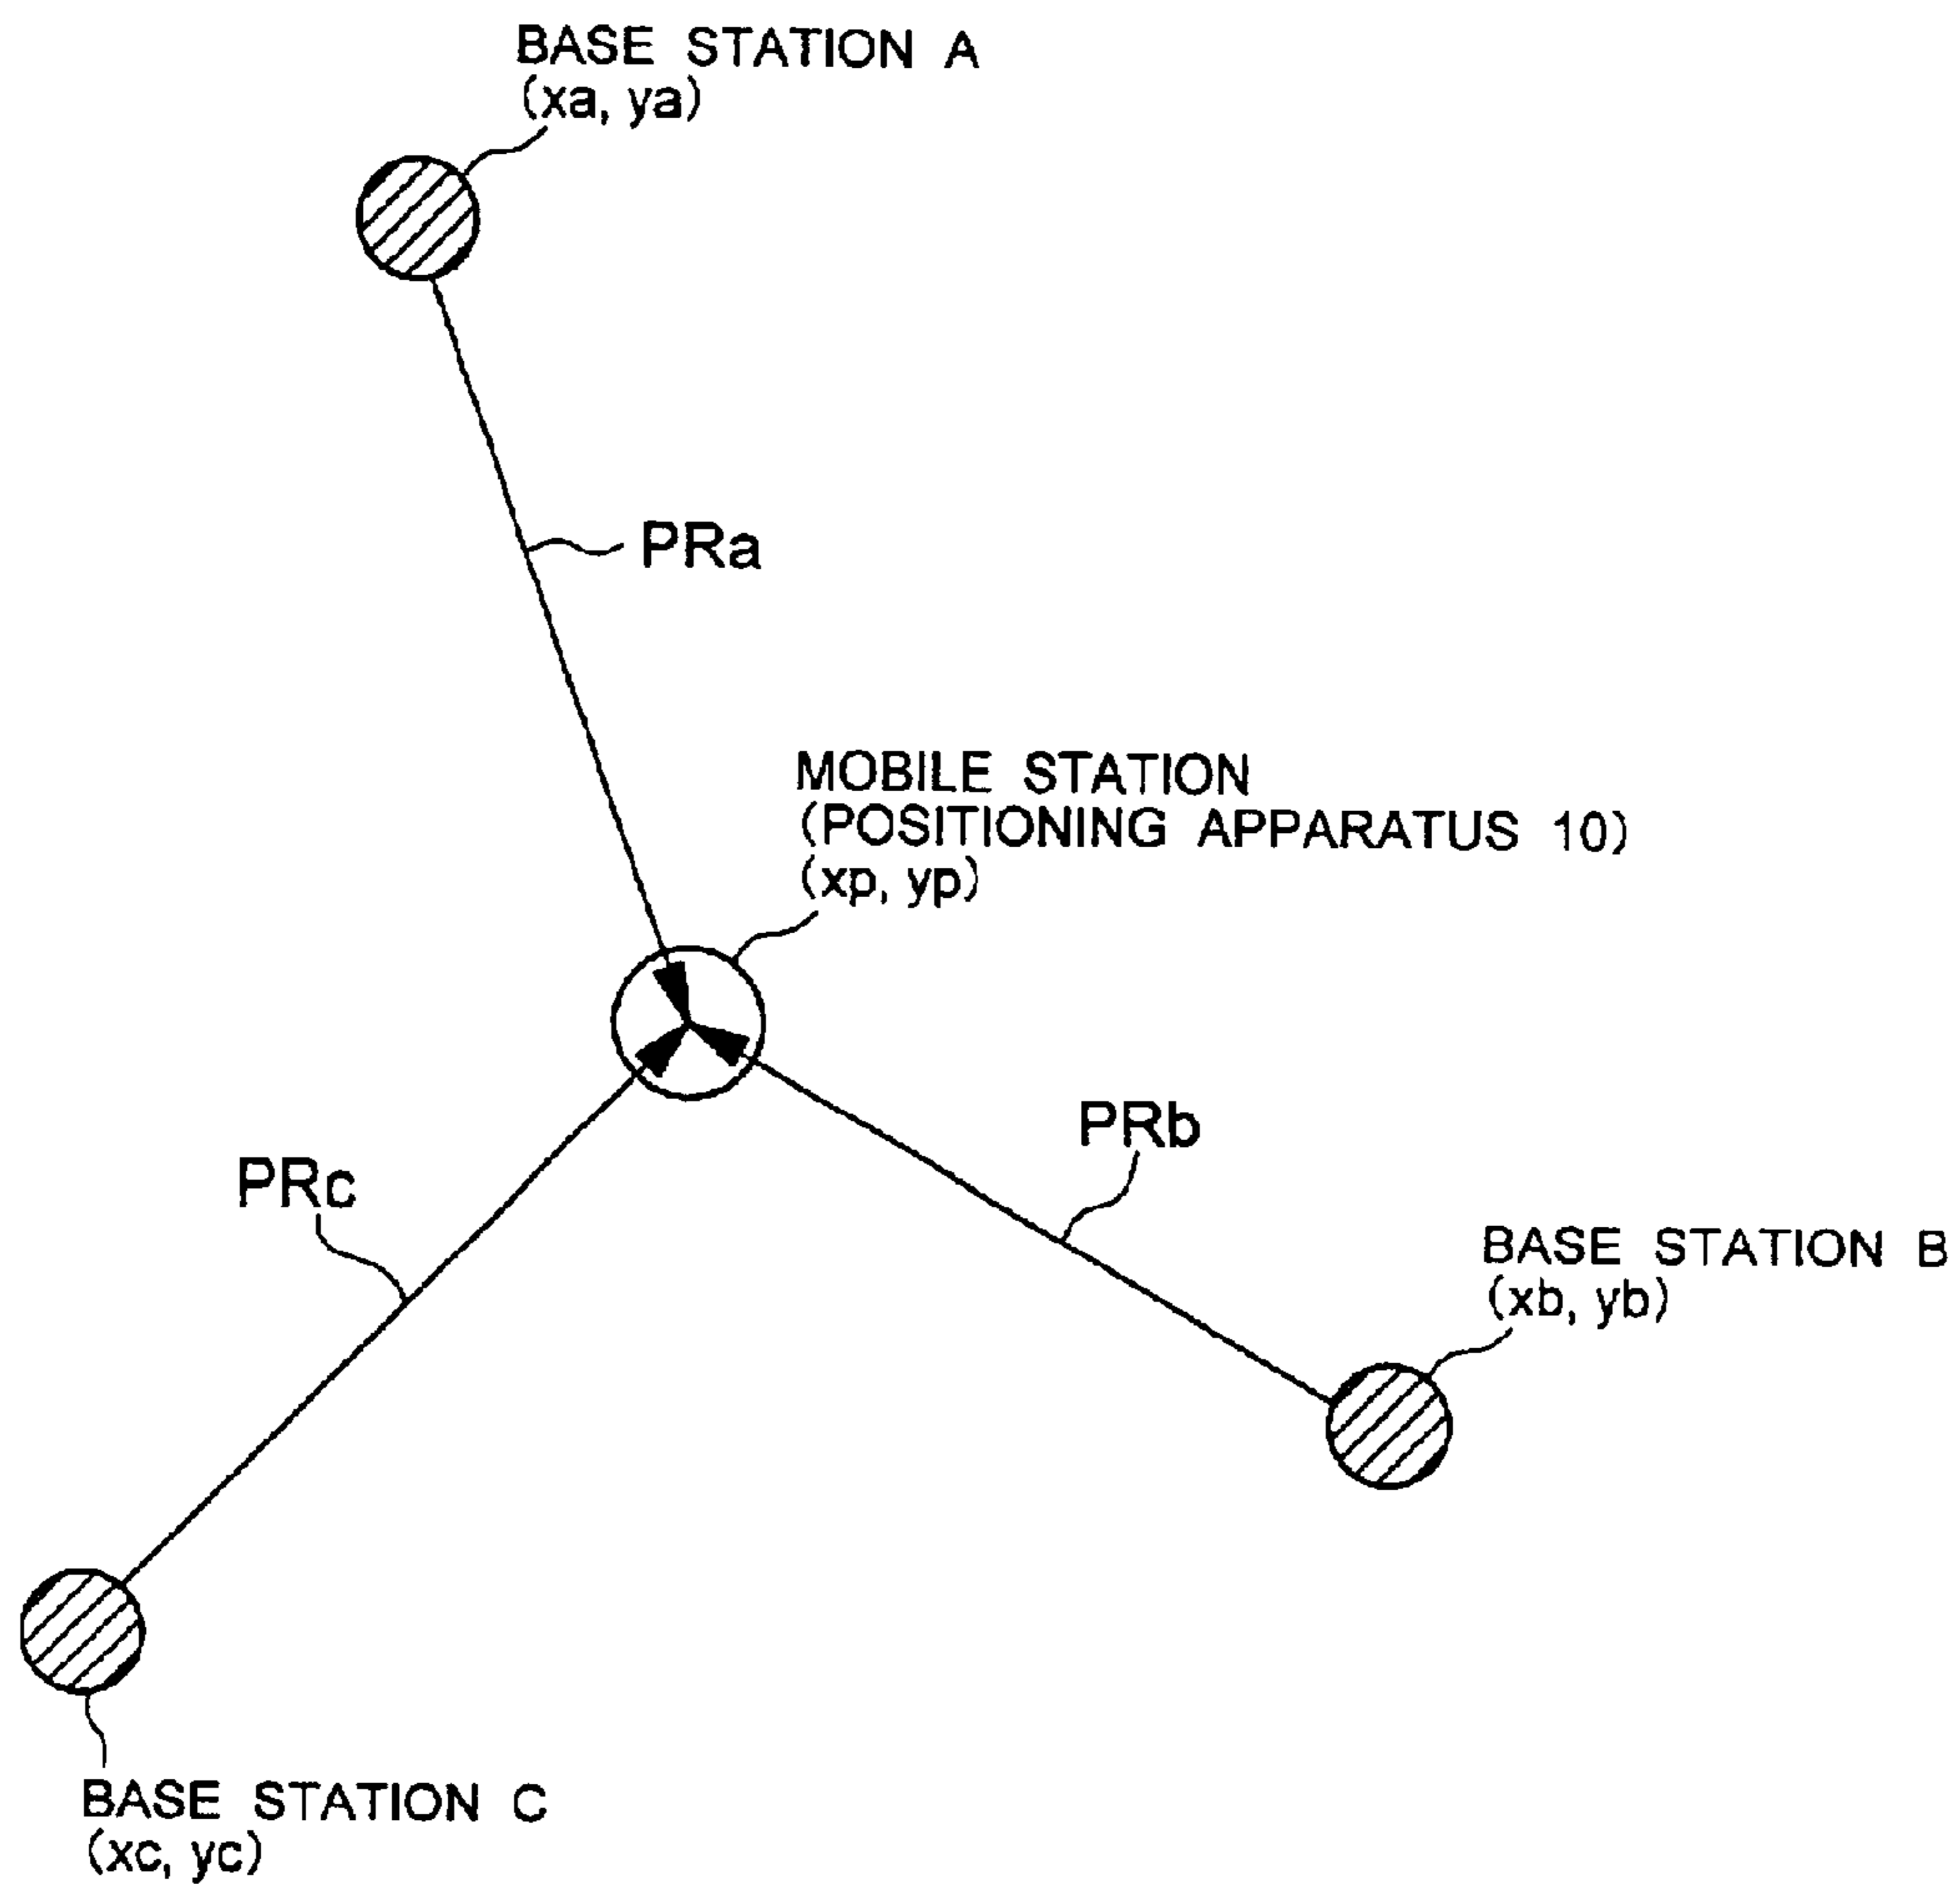 BASE STATION A
(xa, ya)
PRa
MOBILE STATION
(POSITIONING APPARATUS 10)
(xp, yp)
PRb
PRc
BASE STATION B
(xb, yb)
BASE STATION C
(xc, yc)